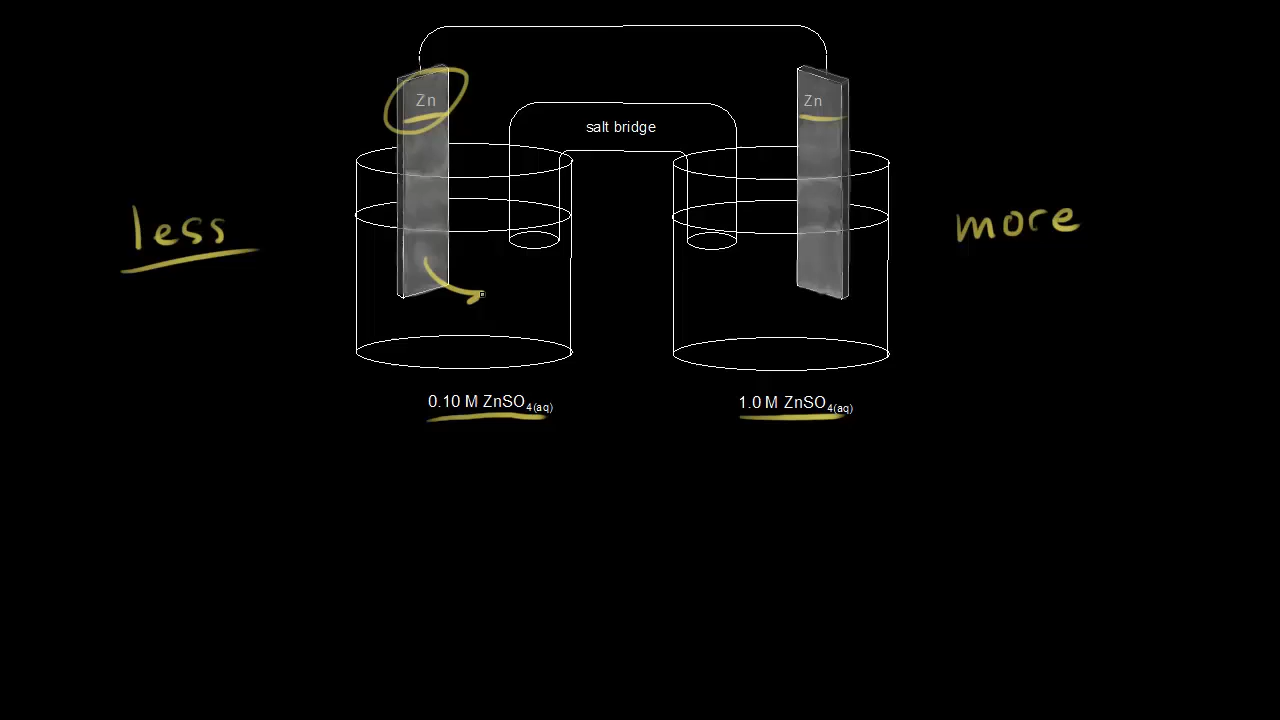 Zn
Zn
salt bridge
less
more
0.10 M ZnSO4(aq)
1.0 M ZnSO4(aq)